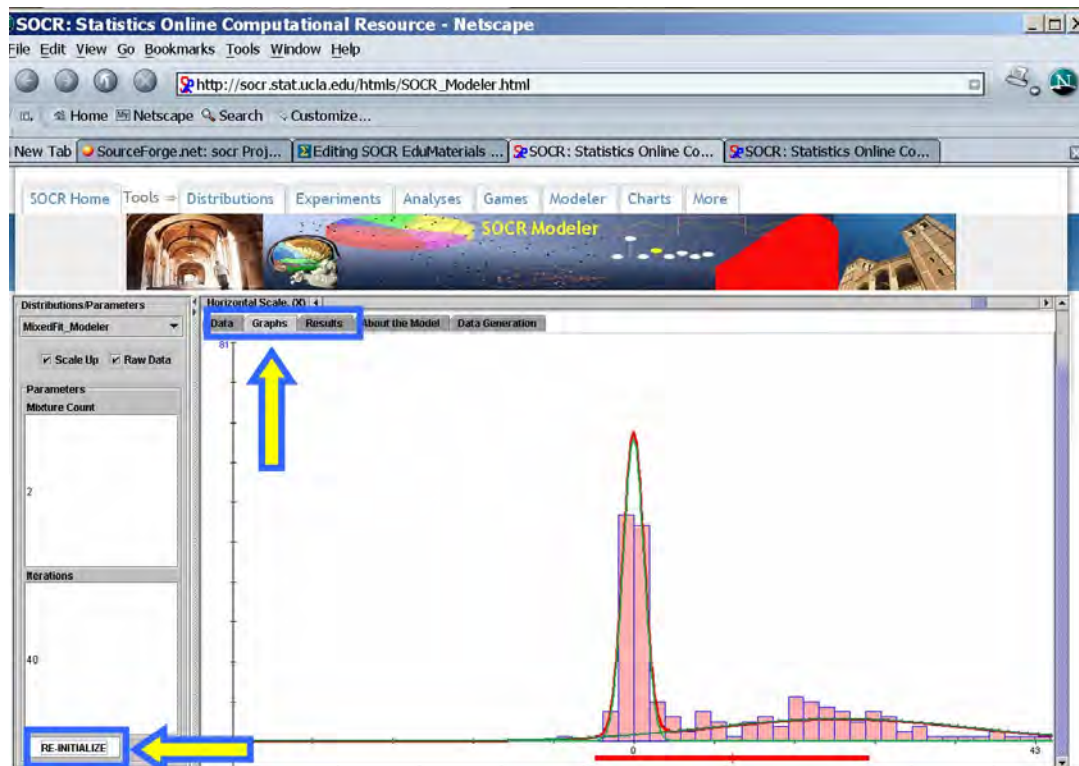 SOCR: Statistics Online Computational Resource - Netscape
File Edit View Go Bookmarks Tools Window Help
http://socr.stat.ucla.edu/htmls/SOCR_Modeler.html
Home Netscape Search Customize...
New Tab SourceForge.net: socr Proj... Editing SOCR EduMaterials ... SOCR: Statistics Online Co... SOCR: Statistics Online Co...
SOCR Home Tools ⇒ Distributions Experiments Analyses Games Modeler Charts More
SOCR Modeler
Distributions/Parameters
Horizontal Scale, (X)
MixedFit_Modeler
Data Graphs Results About the Model Data Generation
81
Scale Up Raw Data
Parameters
Mixture Count
2
Iterations
40
RE-INITIALIZE
0 43